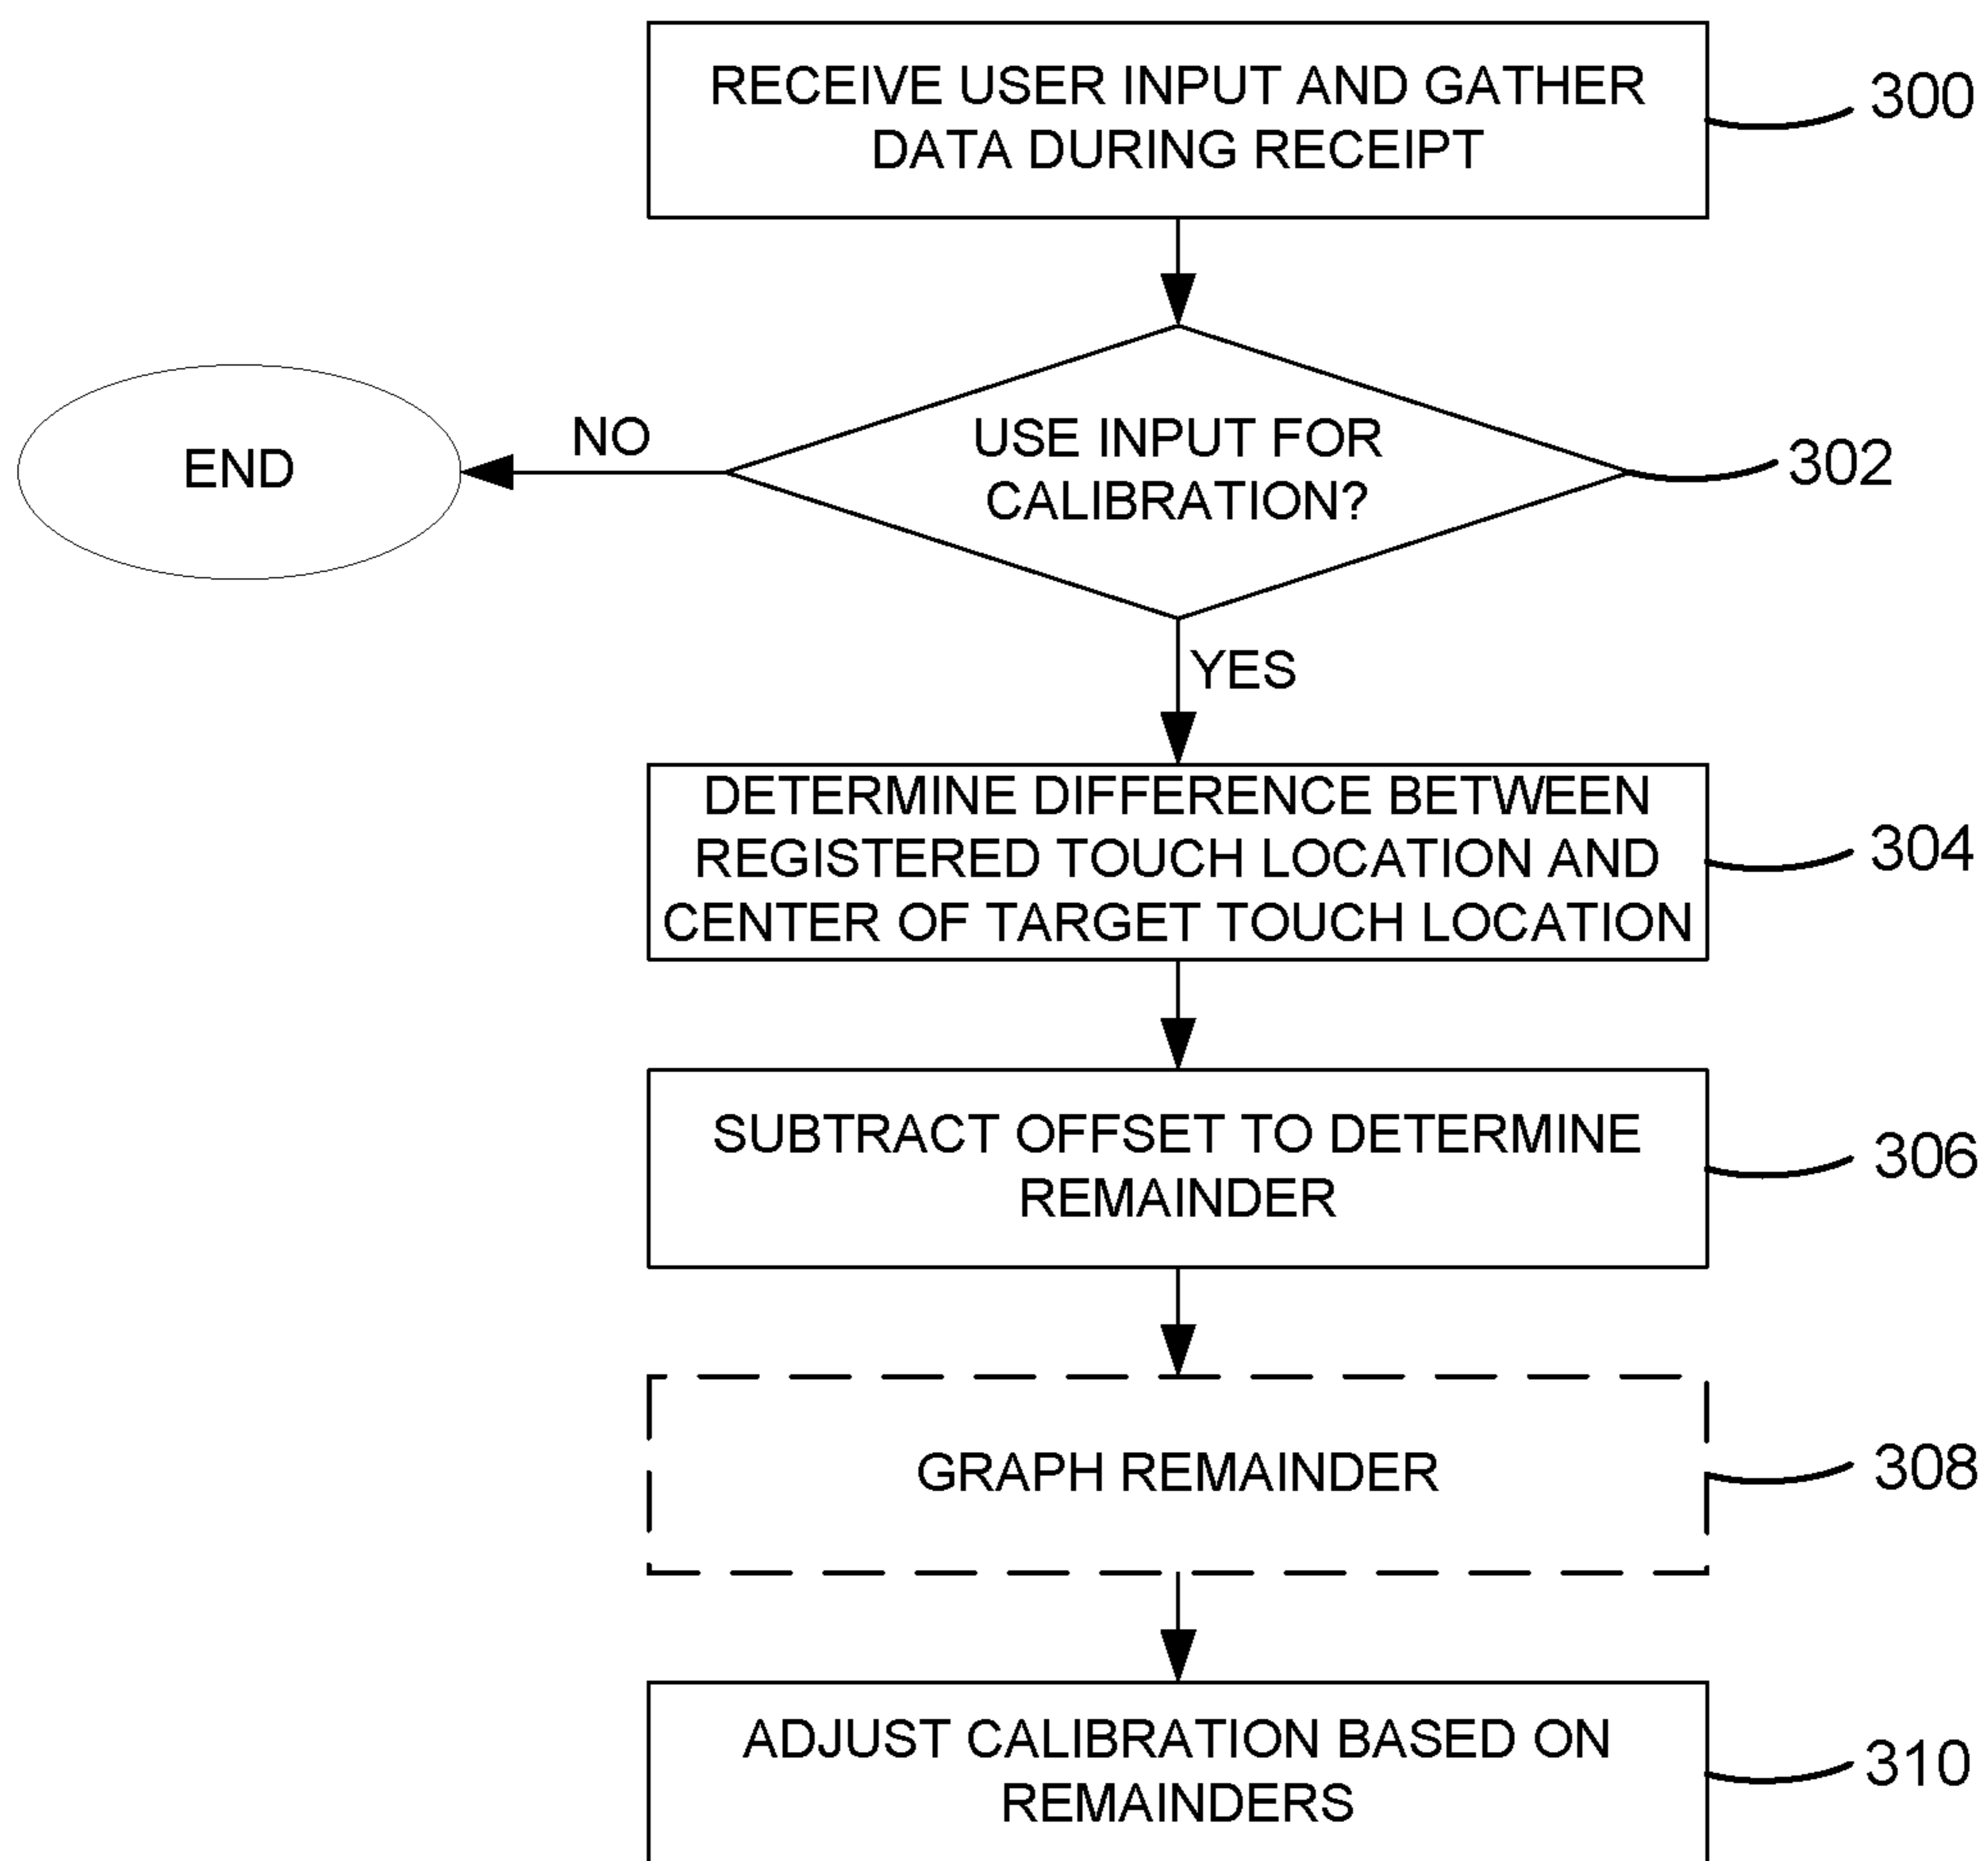 RECEIVE USER INPUT AND GATHER
DATA DURING RECEIPT
300
END
NO
USE INPUT FOR
CALIBRATION?
302
YES
DETERMINE DIFFERENCE BETWEEN
REGISTERED TOUCH LOCATION AND
CENTER OF TARGET TOUCH LOCATION
304
SUBTRACT OFFSET TO DETERMINE
REMAINDER
306
GRAPH REMAINDER
308
ADJUST CALIBRATION BASED ON
REMAINDERS
310